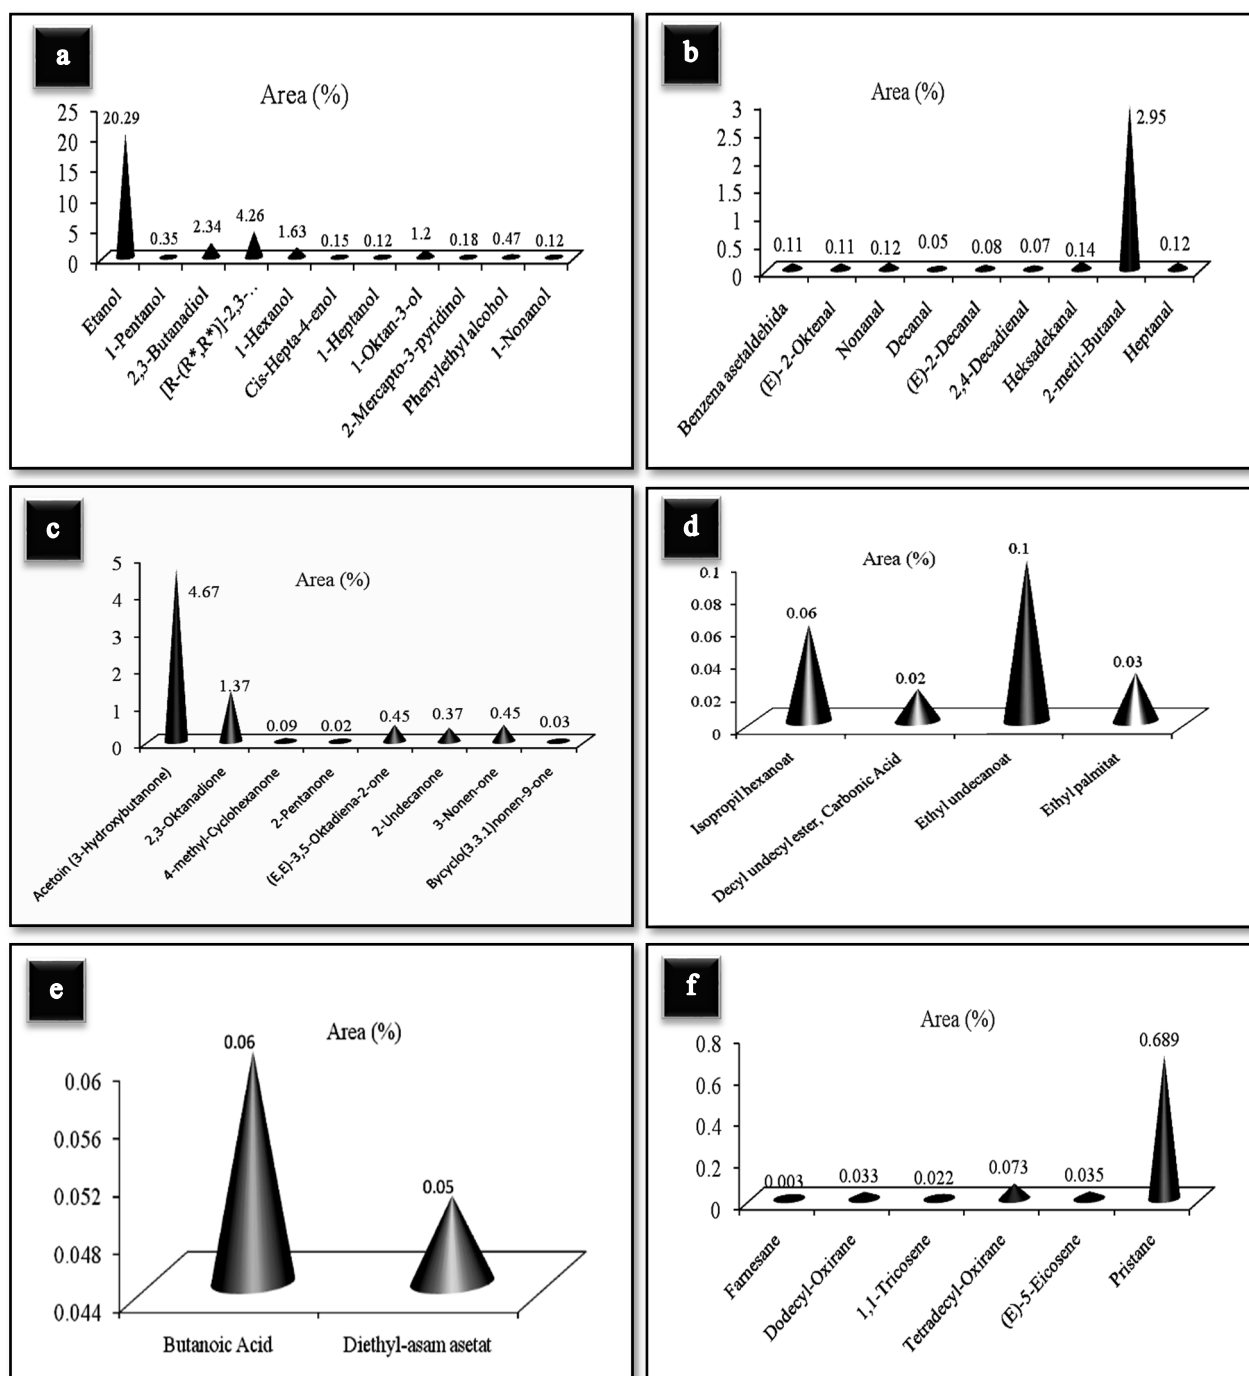 a
Area (%)
25
20
15
10
5
0
20.29
0.35
2.34
4.26
1.63
0.15
0.12
1.2
0.18
0.47
0.12
Etanol
1-Pentanol
2,3-Butanadiol
[R-(R*,R*)]-2,3-...
1-Hexanol
Cis-Hepta-4-enol
1-Heptanol
1-Oktan-3-ol
2-Mercapto-3-pyridinol
Phenylethyl alcohol
1-Nonanol
b
Area (%)
3
2.5
2
1.5
1
0.5
0
0.11
0.11
0.12
0.05
0.08
0.07
0.14
2.95
0.12
Benzena asetaldehida
(E)- 2-Oktenal
Nonanal
Decanal
(E)-2-Decanal
2,4-Decadienal
Heksadekanal
2-metil-Butanal
Heptanal
c
Area (%)
5
4
3
2
1
0
4.67
1.37
0.09
0.02
0.45
0.37
0.45
0.03
Acetoin (3-Hydroxybutanone)
2,3-Oktanadione
4-methyl-Cyclohexanone
2-Pentanone
(E,E)-3,5-Oktadiena-2-one
2-Undecanone
3-Nonen-one
Bycyclo(3.3.1)nonen-9-one
d
Area (%)
0.1
0.08
0.06
0.04
0.02
0
0.06
0.02
0.1
0.03
Isopropil hexanoat
Decyl undecyl ester, Carbonic Acid
Ethyl undecanoat
Ethyl palmitat
e
Area (%)
0.06
0.056
0.052
0.048
0.044
0.06
0.05
Butanoic Acid
Diethyl-asam asetat
f
Area (%)
0.8
0.6
0.4
0.2
0
0.003
0.033
0.022
0.073
0.035
0.689
Farnesane
Dodecyl-Oxirane
1,1-Tricosene
Tetradecyl-Oxirane
(E)-5-Eicosene
Pristane